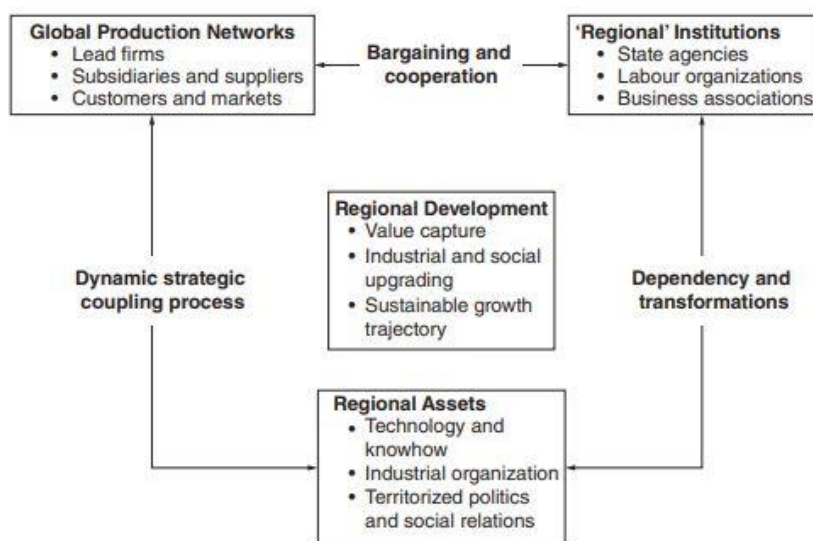 Global Production Networks
• Lead firms
• Subsidiaries and suppliers
• Customers and markets
Bargaining and
cooperation
‘Regional’ Institutions
• State agencies
• Labour organizations
• Business associations
Regional Development
• Value capture
• Industrial and social
upgrading
• Sustainable growth
trajectory
Dynamic strategic
coupling process
Dependency and
transformations
Regional Assets
• Technology and
knowhow
• Industrial organization
• Territorized politics
and social relations